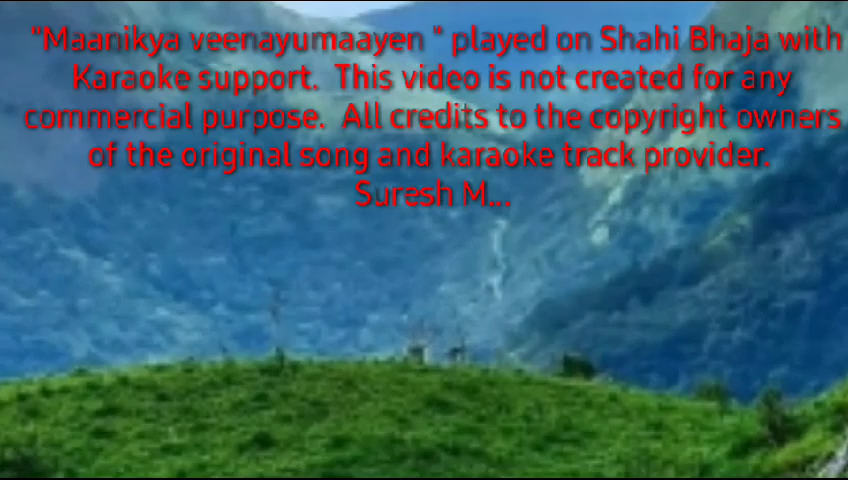 "Maanikya veenayumaayen " played on Shahi Bhaja with
Karaoke support.  This video is not created for any
commercial purpose.  All credits to the copyright owners
of the original song and karaoke track provider.
Suresh M...